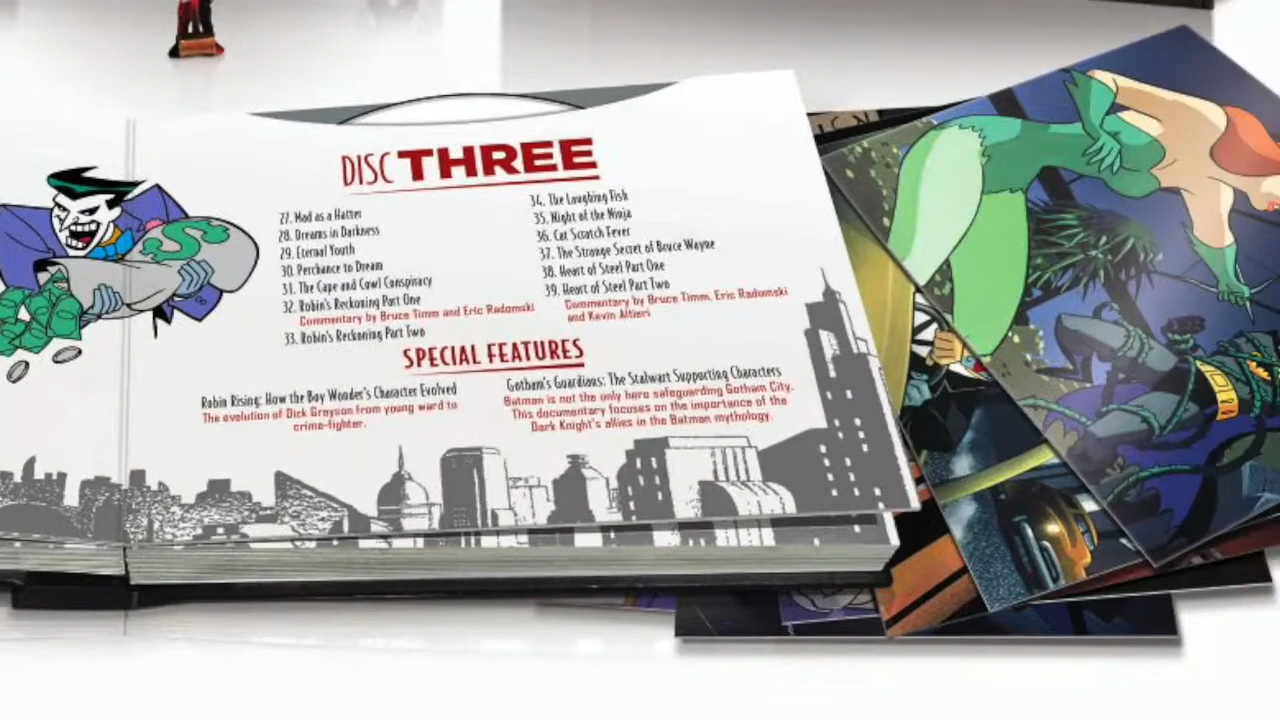 DISC THREE
27. Mad as a Hatter
28. Dreams in Darkness
29. Eternal Youth
30. Perchance to Dream
31. The Cape and Cowl Conspiracy
32. Robin's Reckoning Part One
Commentary by Bruce Timm and Eric Radomski
33. Robin's Reckoning Part Two
34. The Laughing Fish
35. Night of the Ninja
36. Cat Scratch Fever
37. The Strange Secret of Bruce Wayne
38. Heart of Steel Part One
39. Heart of Steel Part Two
Commentary by Bruce Timm, Eric Radomski
and Kevin Altieri
SPECIAL FEATURES
Robin Rising: How the Boy Wonder's Character Evolved
The evolution of Dick Grayson from young ward to
crime-fighter.
Gotham's Guardians: The Stalwart Supporting Characters
Batman is not the only hero safeguarding Gotham City.
This documentary focuses on the importance of the
Dark Knight's allies in the Batman mythology.